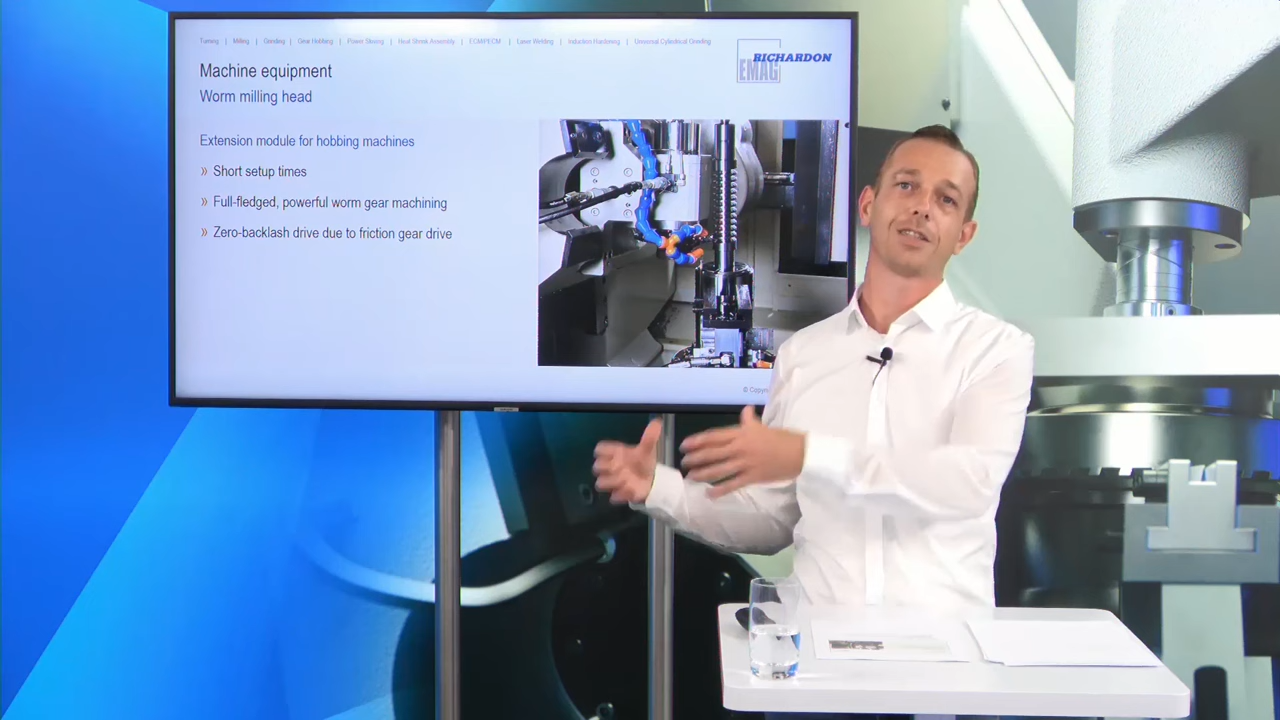 Turning | Milling | Grinding | Gear Hobbing | Power Skiving | Heat Shrink Assembly | ECM/PECM | Laser Welding | Induction Hardening | Universal Cylindrical Grinding
RICHARDON
EMAG
Machine equipment
Worm milling head
Extension module for hobbing machines
» Short setup times
» Full-fledged, powerful worm gear machining
» Zero-backlash drive due to friction gear drive
©